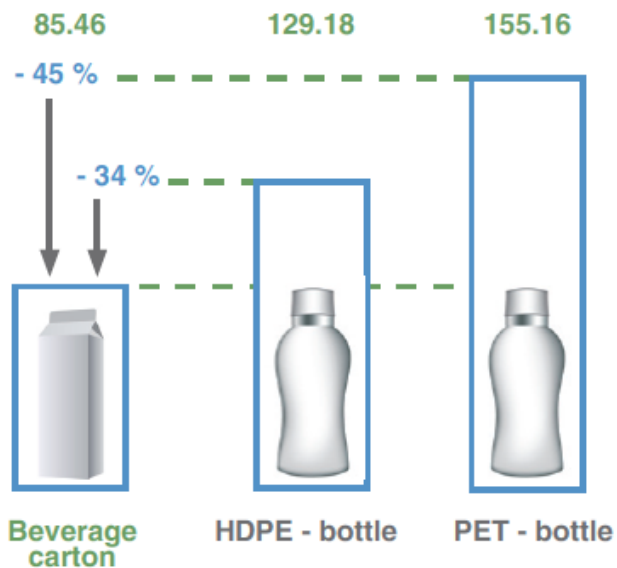 85.46 129.18 155.16
- 45 %
- 34 %
Beverage carton
HDPE - bottle
PET - bottle